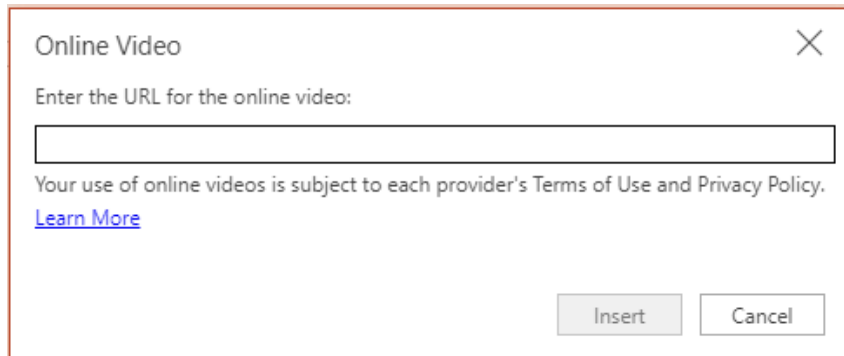 Online Video
Enter the URL for the online video:
Your use of online videos is subject to each provider's Terms of Use and Privacy Policy.
Learn More
Insert
Cancel